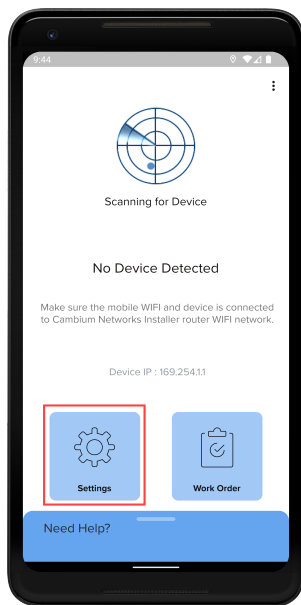 9:44
Scanning for Device
No Device Detected
Make sure the mobile WIFI and device is connected
to Cambium Networks Installer router WIFI network.
Device IP : 169.254.1.1
Settings
Work Order
Need Help?